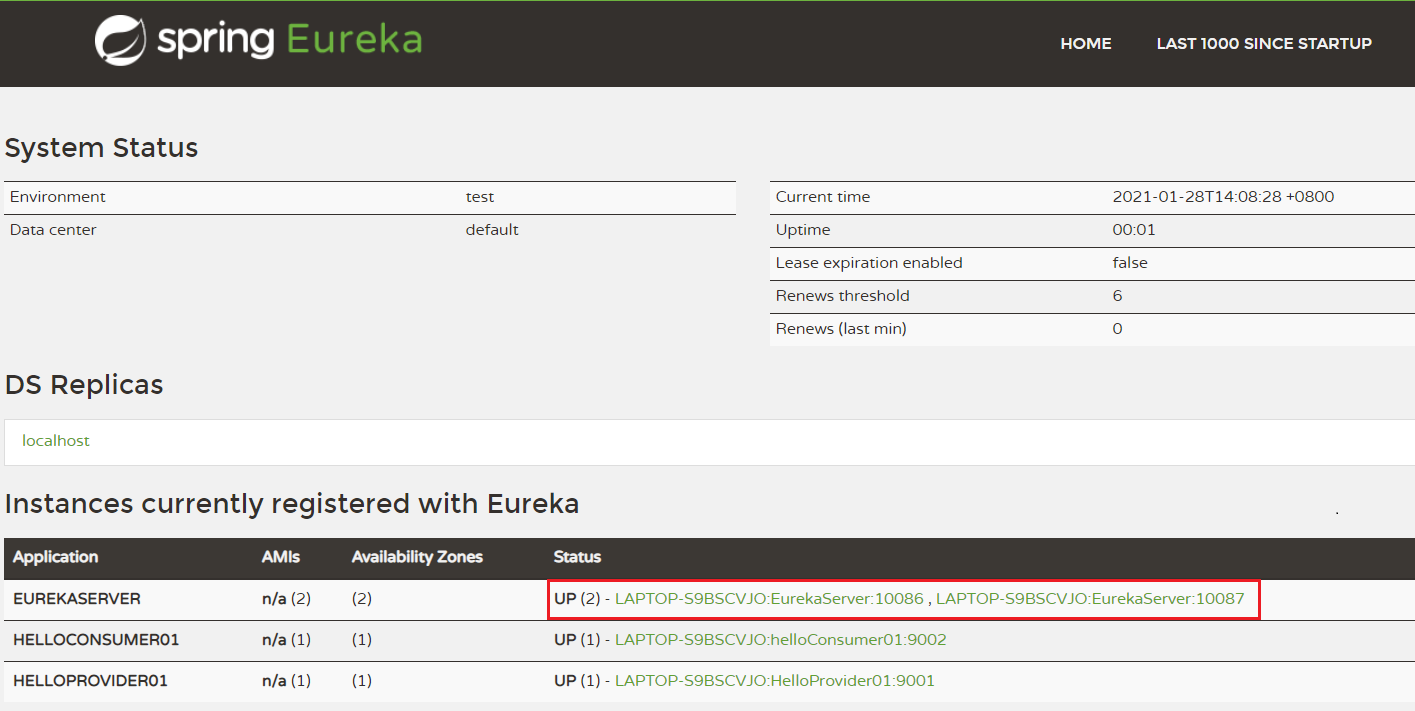 spring Eureka
HOME LAST 1000 SINCE STARTUP
System Status
Environment test
Data center default
Current time 2021-01-28T14:08:28 +0800
Uptime 00:01
Lease expiration enabled false
Renews threshold 6
Renews (last min) 0
DS Replicas
localhost
Instances currently registered with Eureka
.
Application AMIs Availability Zones Status
EUREKASERVER n/a (2) (2) UP (2) - LAPTOP-S9BSCVJO:EurekaServer:10086 , LAPTOP-S9BSCVJO:EurekaServer:10087
HELLOCONSUMER01 n/a (1) (1) UP (1) - LAPTOP-S9BSCVJO:helloConsumer01:9002
HELLOPROVIDER01 n/a (1) (1) UP (1) - LAPTOP-S9BSCVJO:HelloProvider01:9001